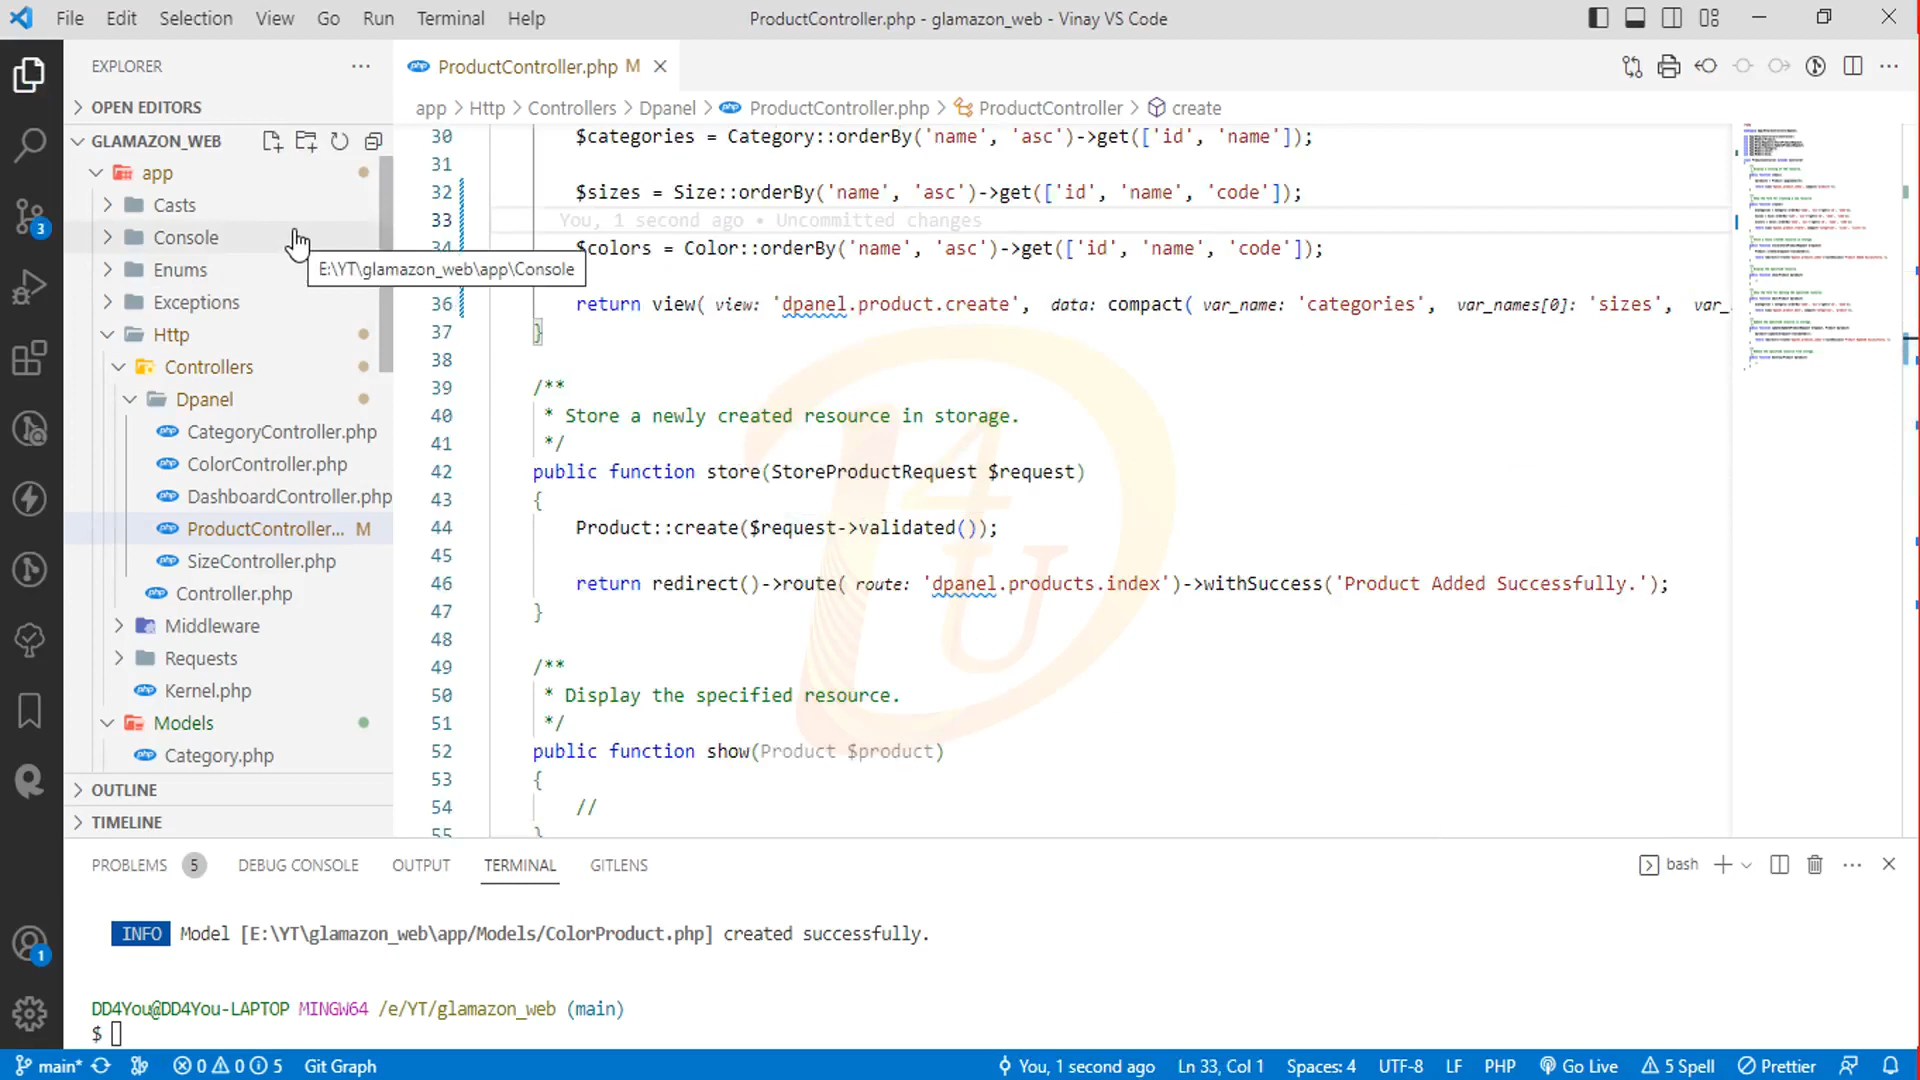 File Edit Selection View Go Run Terminal Help
ProductController.php - glamazon_web - Vinay VS Code
EXPLORER
ProductController.php M
OPEN EDITORS
app > Http > Controllers > Dpanel > ProductController.php > ProductController > create
GLAMAZON_WEB
app
Casts
Console
Enums
Exceptions
Http
Controllers
Dpanel
CategoryController.php
ColorController.php
DashboardController.php
ProductController... M
SizeController.php
Controller.php
Middleware
Requests
Kernel.php
Models
Category.php
OUTLINE
TIMELINE
3
1
E:\YT\glamazon_web\app\Console
30 $categories = Category::orderBy('name', 'asc')->get(['id', 'name']);
31
32 $sizes = Size::orderBy('name', 'asc')->get(['id', 'name', 'code']);
33 You, 1 second ago • Uncommitted changes
34 $colors = Color::orderBy('name', 'asc')->get(['id', 'name', 'code']);
36 return view( view: 'dpanel.product.create', data: compact( var_name: 'categories', var_names[0]: 'sizes', var_
37 }
38
39 /**
40 * Store a newly created resource in storage.
41 */
42 public function store(StoreProductRequest $request)
43 {
44 Product::create($request->validated());
45
46 return redirect()->route( route: 'dpanel.products.index')->withSuccess('Product Added Successfully.');
47 }
48
49 /**
50 * Display the specified resource.
51 */
52 public function show(Product $product)
53 {
54 //
55 }
D4U
PROBLEMS 5 DEBUG CONSOLE OUTPUT TERMINAL GITLENS
bash
INFO Model [E:\YT\glamazon_web\app/Models/ColorProduct.php] created successfully.
DD4You@DD4You-LAPTOP MINGW64 /e/YT/glamazon_web (main)
$
main* 0 0 5 Git Graph
You, 1 second ago Ln 33, Col 1 Spaces: 4 UTF-8 LF PHP Go Live 5 Spell Prettier